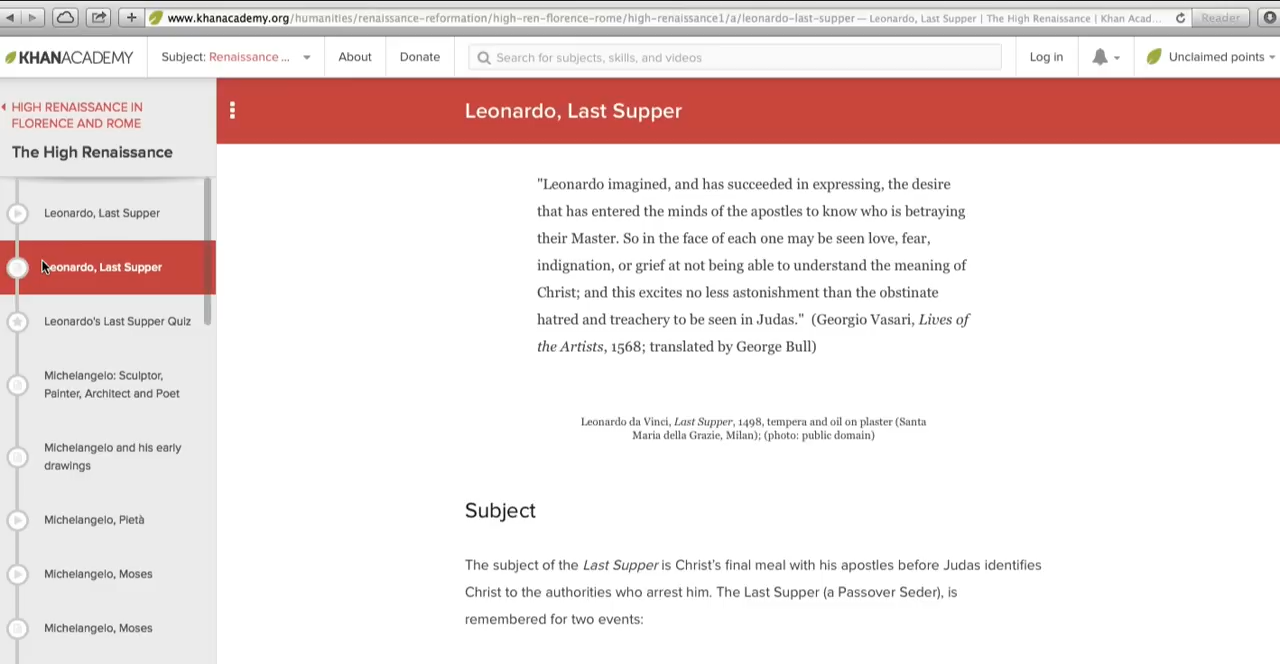 www.khanacademy.org/humanities/renaissance-reformation/high-ren-florence-rome/high-renaissance1/a/leonardo-last-supper — Leonardo, Last Supper | The High Renaissance | Khan Acad...
Reader
KHANACADEMY
Subject: Renaissance ...
About
Donate
Search for subjects, skills, and videos
Log in
Unclaimed points
HIGH RENAISSANCE IN
FLORENCE AND ROME
The High Renaissance
Leonardo, Last Supper
Leonardo, Last Supper
Leonardo's Last Supper Quiz
Michelangelo: Sculptor,
Painter, Architect and Poet
Michelangelo and his early
drawings
Michelangelo, Pietà
Michelangelo, Moses
Michelangelo, Moses
Leonardo, Last Supper
"Leonardo imagined, and has succeeded in expressing, the desire
that has entered the minds of the apostles to know who is betraying
their Master. So in the face of each one may be seen love, fear,
indignation, or grief at not being able to understand the meaning of
Christ; and this excites no less astonishment than the obstinate
hatred and treachery to be seen in Judas." (Georgio Vasari, Lives of
the Artists, 1568; translated by George Bull)
Leonardo da Vinci, Last Supper, 1498, tempera and oil on plaster (Santa
Maria della Grazie, Milan); (photo: public domain)
Subject
The subject of the Last Supper is Christ's final meal with his apostles before Judas identifies
Christ to the authorities who arrest him. The Last Supper (a Passover Seder), is
remembered for two events: